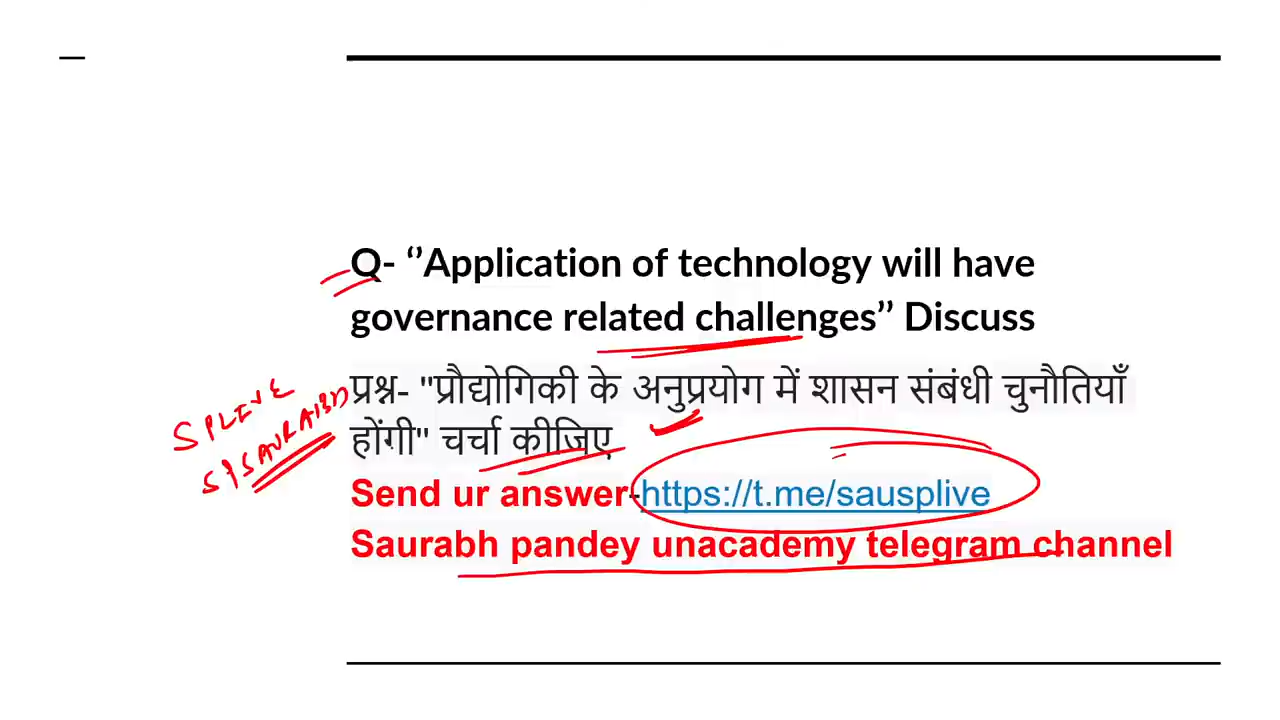 Q- ‘’Application of technology will have
governance related challenges’’ Discuss
प्रश्न- "प्रौद्योगिकी के अनुप्रयोग में शासन संबंधी चुनौतियाँ
होंगी" चर्चा कीजिए
SPLIVE
Send ur answer-https://t.me/sausplive
Saurabh pandey unacademy telegram channel